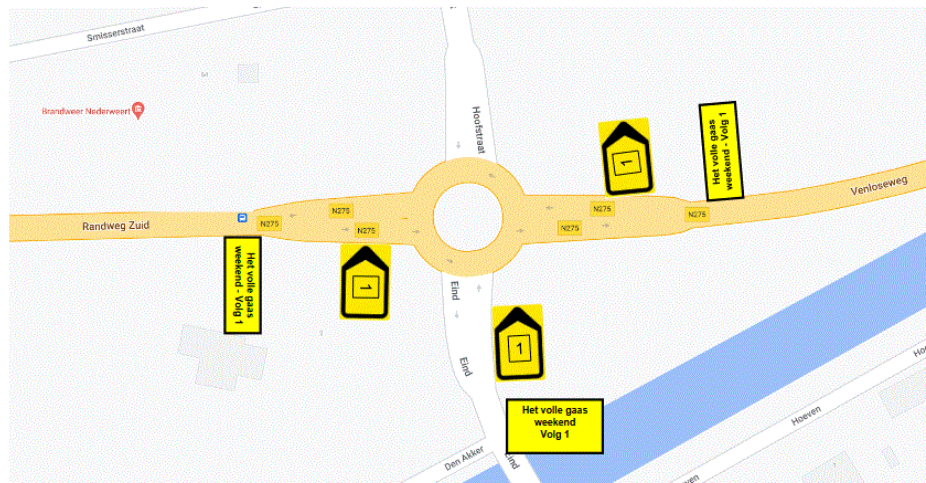 Smisserstraat
Brandweer Nederweert
Hoofstraat
1
Het volle gaas
weekend - Volg 1
Venloseweg
N275
N275
N275
Randweg Zuid
N275
N275
N275
Het volle gaas
weekend - Volg 1
1
Eind
1
Eind
Het volle gaas
weekend
Volg 1
Hoeven
Den Akker
Eind